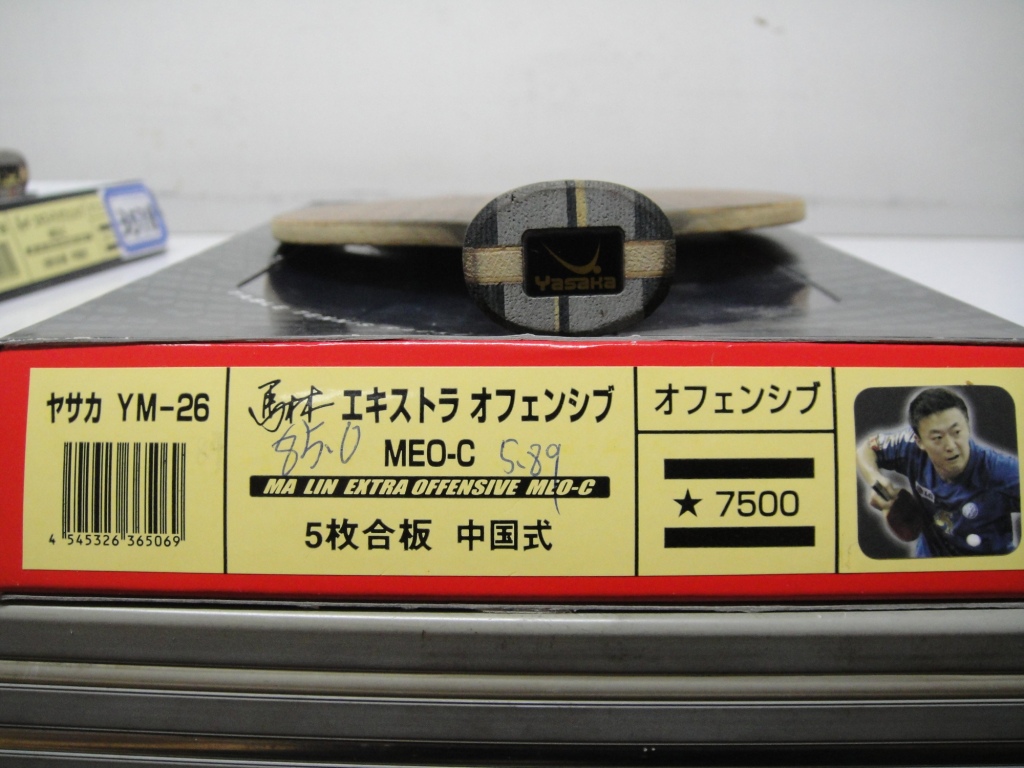 Yasaka
ヤサカ YM-26
4 545326 365069
馬林 エキストラ オフェンシブ
85.0 MEO-C 5.89
MA LIN EXTRA OFFENSIVE MEO-C
5枚合板 中国式
オフェンシブ
★ 7500